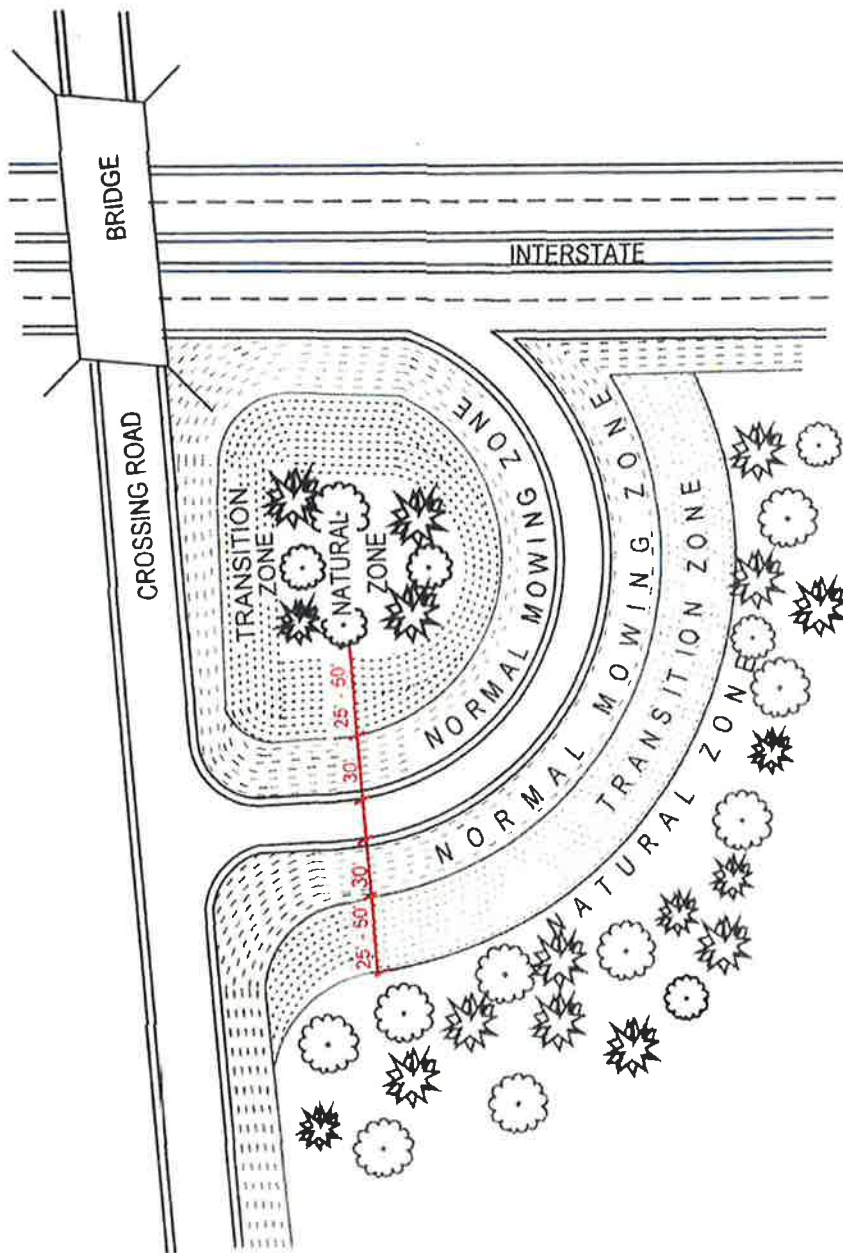 BRIDGE
INTERSTATE
CROSSING ROAD
TRANSITION
ZONE
NATURAL
ZONE
NORMAL MOWING ZONE
25' - 50'
30'
30'
25' - 50'
NORMAL MOWING ZONE
TRANSITION ZONE
NATURAL ZONE